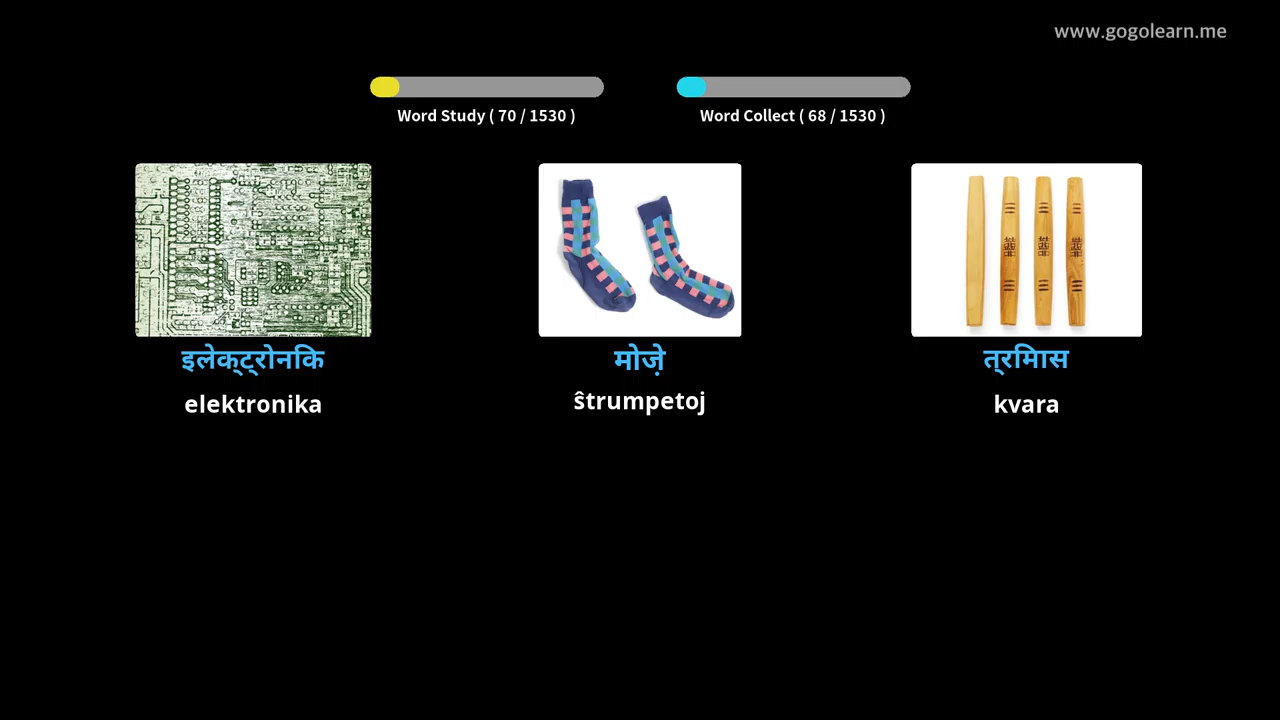 www.gogolearn.me
Word Study ( 70 / 1530 )
Word Collect ( 68 / 1530 )
इलेक्ट्रोनकि
मोज़े
त्रमिास
elektronika
ŝtrumpetoj
kvara